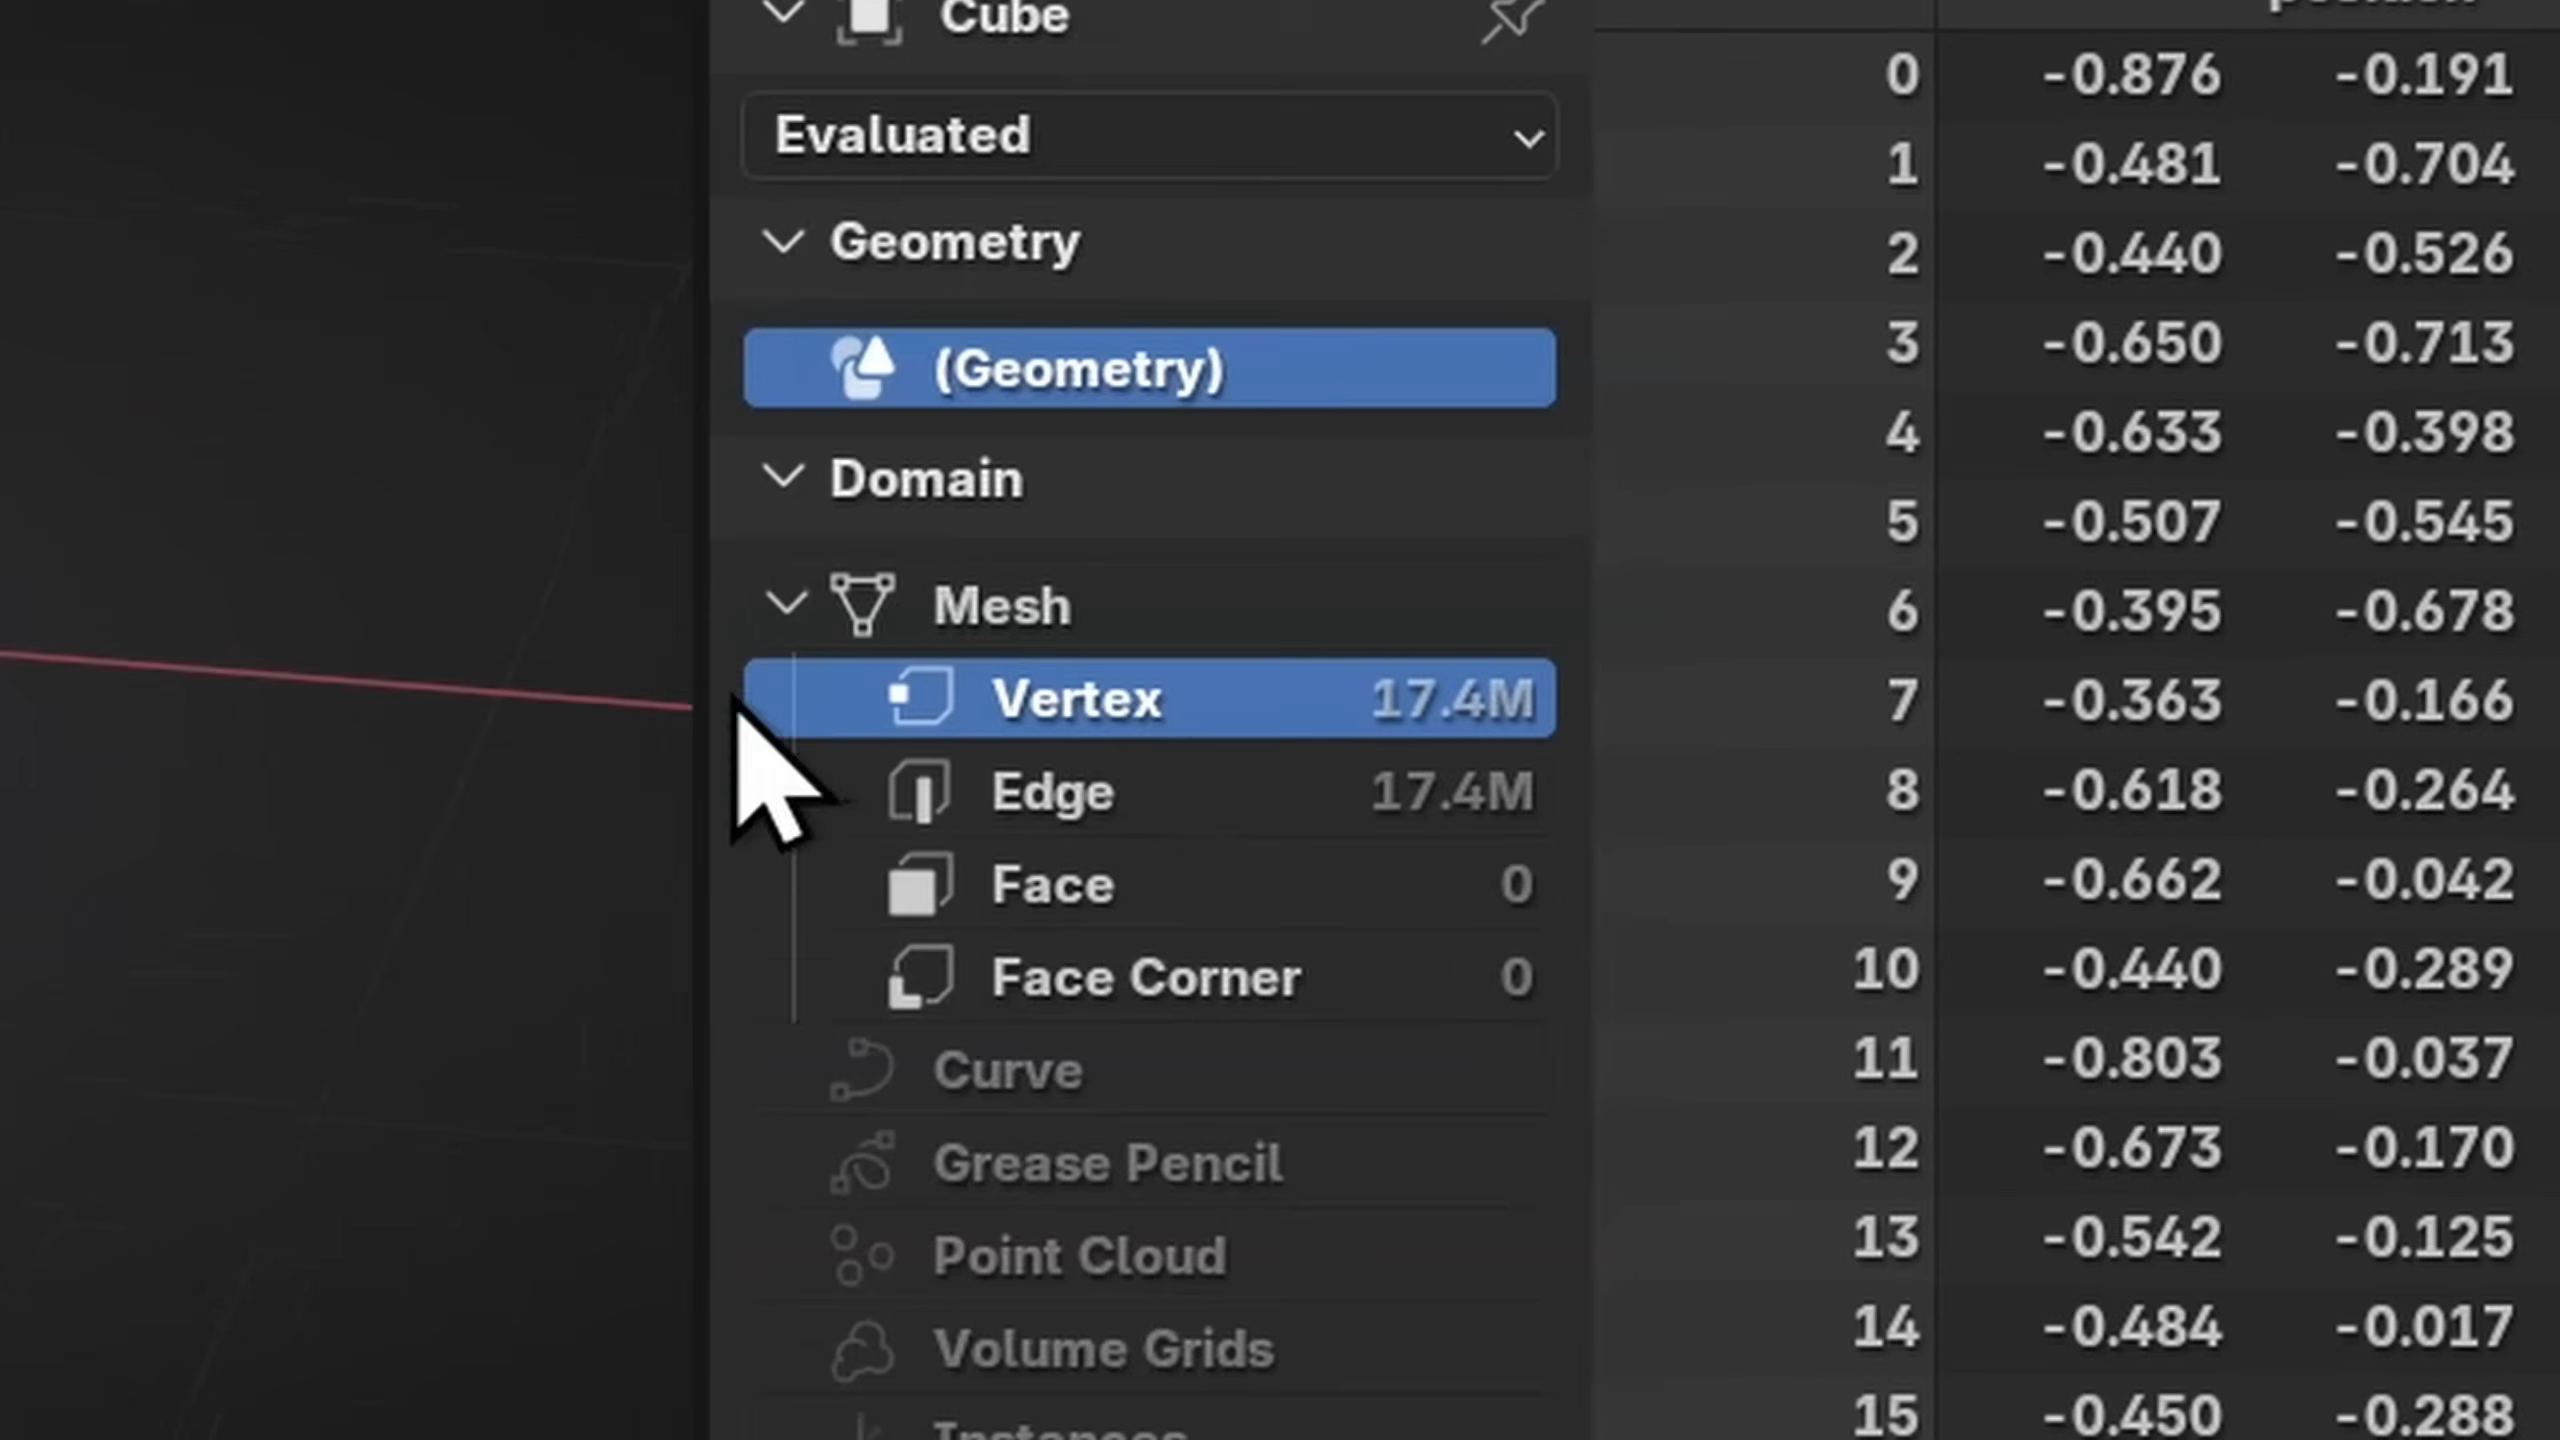 Cube
position
Evaluated
Geometry
(Geometry)
Domain
Mesh
Vertex 17.4M
Edge 17.4M
Face 0
Face Corner 0
Curve
Grease Pencil
Point Cloud
Volume Grids
Instances
0 -0.876 -0.191
1 -0.481 -0.704
2 -0.440 -0.526
3 -0.650 -0.713
4 -0.633 -0.398
5 -0.507 -0.545
6 -0.395 -0.678
7 -0.363 -0.166
8 -0.618 -0.264
9 -0.662 -0.042
10 -0.440 -0.289
11 -0.803 -0.037
12 -0.673 -0.170
13 -0.542 -0.125
14 -0.484 -0.017
15 -0.450 -0.288